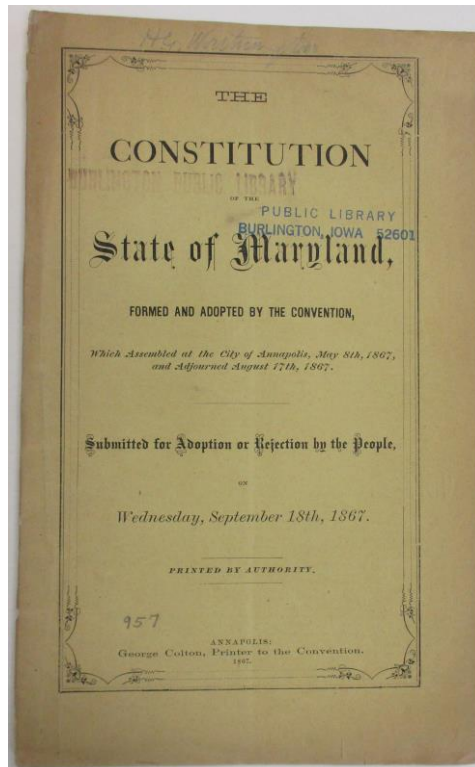 THE
CONSTITUTION
BURLINGTON PUBLIC LIBRARY
OF THE
PUBLIC LIBRARY
BURLINGTON, IOWA 52601
State of Maryland,
FORMED AND ADOPTED BY THE CONVENTION,
Which Assembled at the City of Annapolis, May 8th, 1867,
and Adjourned August 17th, 1867.
Submitted for Adoption or Rejection by the People,
ON
Wednesday, September 18th, 1867.
PRINTED BY AUTHORITY.
957
ANNAPOLIS:
George Colton, Printer to the Convention.
1867.